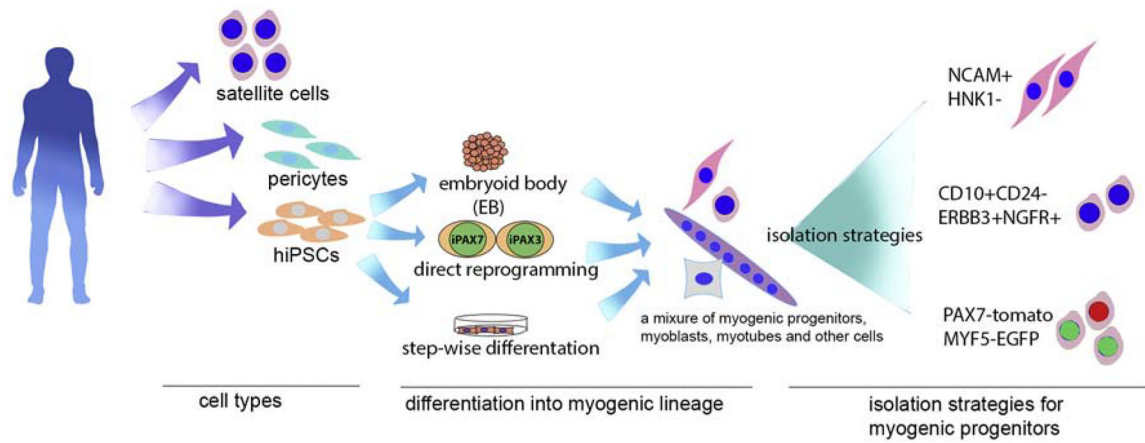 satellite cells
pericytes
hiPSCs
embryoid body
(EB)
iPAX7 iPAX3
direct reprogramming
step-wise differentation
a mixure of myogenic progenitors,
myoblasts, myotubes and other cells
isolation strategies
NCAM+
HNK1-
CD10+CD24-
ERBB3+NGFR+
PAX7-tomato
MYF5-EGFP
cell types
differentiation into myogenic lineage
isolation strategies for
myogenic progenitors